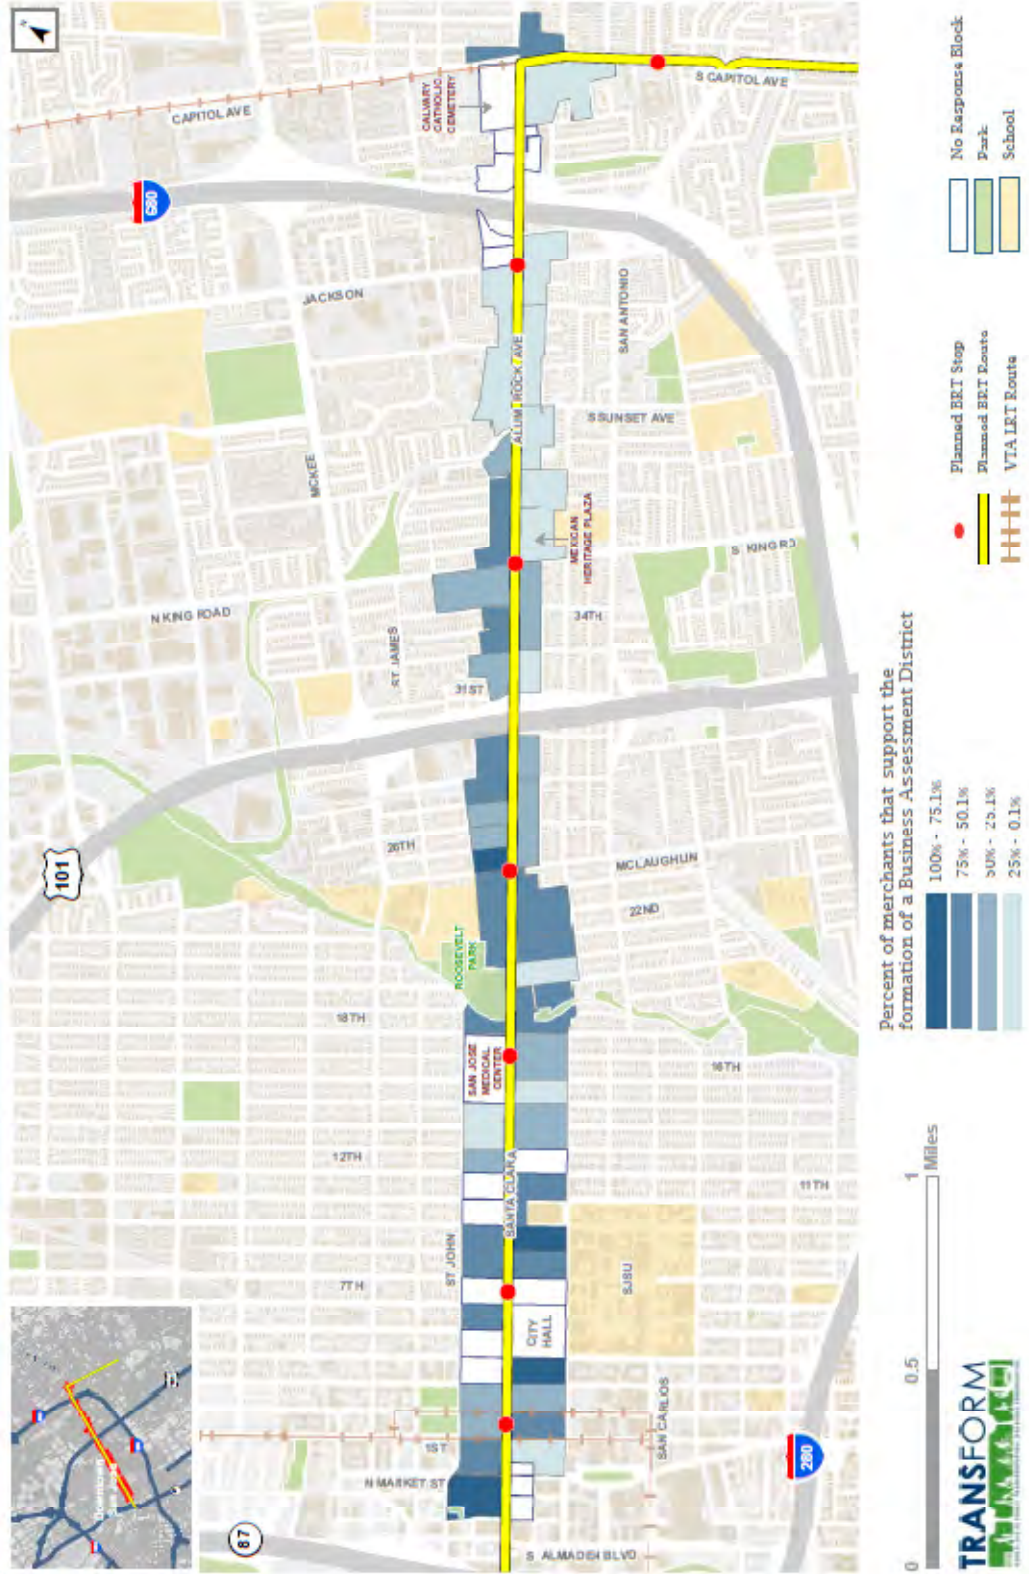 CAPITOL AVE
CALVARY
CATHOLIC
CEMETERY
S CAPITOL AVE
680
JACKSON
SAN ANTONIO
ALUM ROCK AVE
S SUNSET AVE
MCKEE
MEXICAN
HERITAGE PLAZA
S KING RD
N KING ROAD
34TH
ST JAMES
31ST
101
26TH
MCLAUGHLIN
22ND
ROOSEVELT
PARK
18TH
SAN JOSE
MEDICAL
CENTER
16TH
12TH
SANTA CLARA
11TH
ST JOHN
7TH
SJSU
CITY
HALL
SAN CARLOS
1ST
N MARKET ST
280
87
S ALMADEN BLVD
Percent of merchants that support the
formation of a Business Assessment District
100% - 75.1%
75% - 50.1%
50% - 25.1%
25% - 0.1%
Planned BRT Stop
Planned BRT Route
VTA LRT Route
No Response Block
Park
School
0 0.5 1
Miles
TRANSFORM